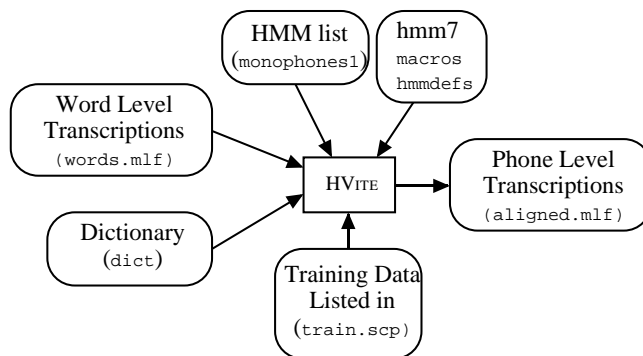 HMM list
(monophones1)
hmm7
macros
hmmdefs
Word Level
Transcriptions
(words.mlf)
HVITE
Phone Level
Transcriptions
(aligned.mlf)
Dictionary
(dict)
Training Data
Listed in
(train.scp)